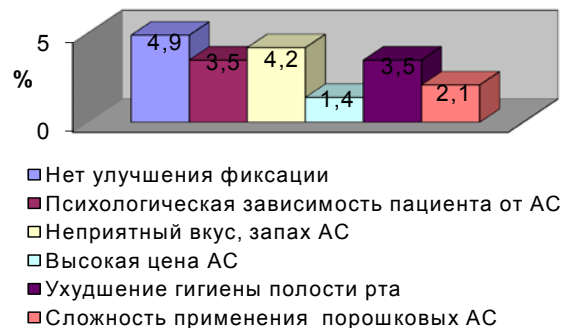 5
%
0
4,9
3,5
4,2
1,4
3,5
2,1
Нет улучшения фиксации
Психологическая зависимость пациента от АС
Неприятный вкус, запах АС
Высокая цена АС
Ухудшение гигиены полости рта
Сложность применения порошковых АС